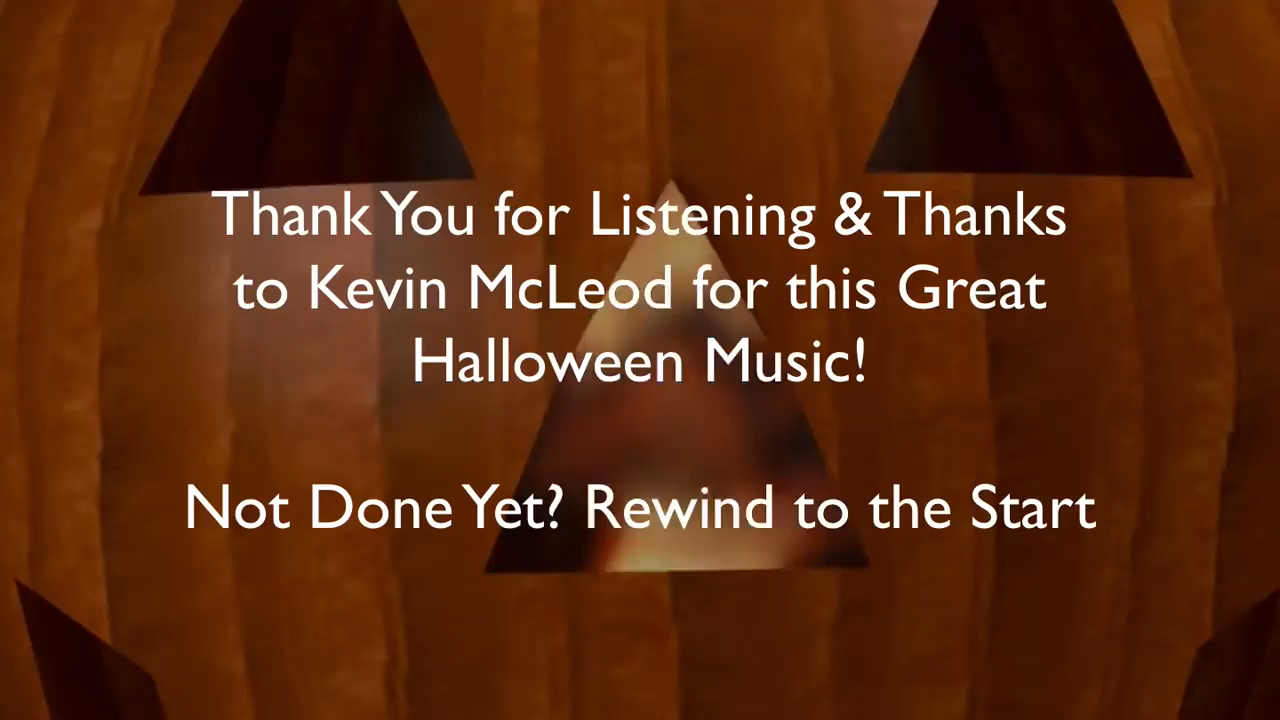 Thank You for Listening & Thanks
to Kevin McLeod for this Great
Halloween Music!
Not Done Yet? Rewind to the Start